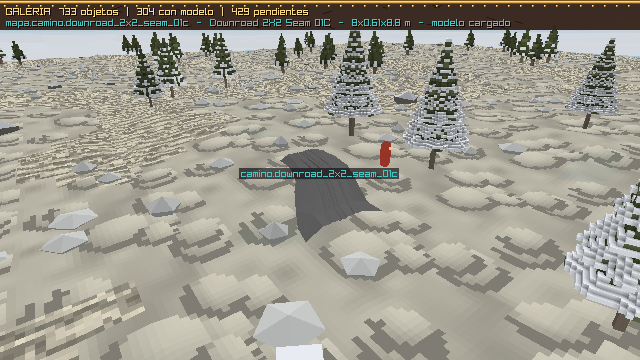 GALERIA 733 objetos | 304 con modelo | 429 pendientes
mapa.camino.downroad_2x2_seam_01c - Downroad 2X2 Seam 01C - 8x0.61x8.8 m - modelo cargado
camino.downroad_2x2_seam_01c